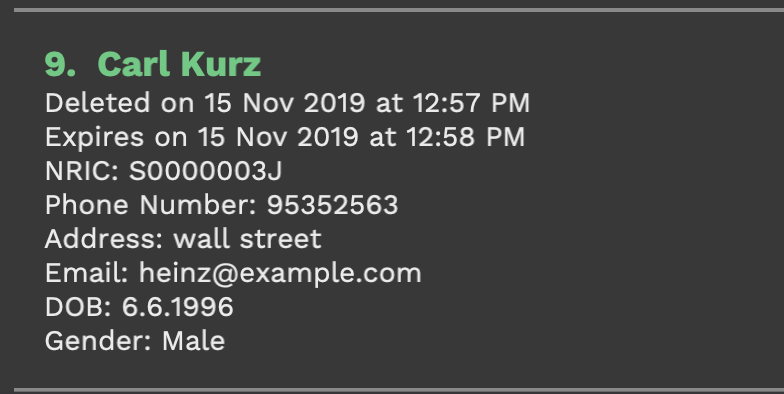 9. Carl Kurz
Deleted on 15 Nov 2019 at 12:57 PM
Expires on 15 Nov 2019 at 12:58 PM
NRIC: S0000003J
Phone Number: 95352563
Address: wall street
Email: heinz@example.com
DOB: 6.6.1996
Gender: Male